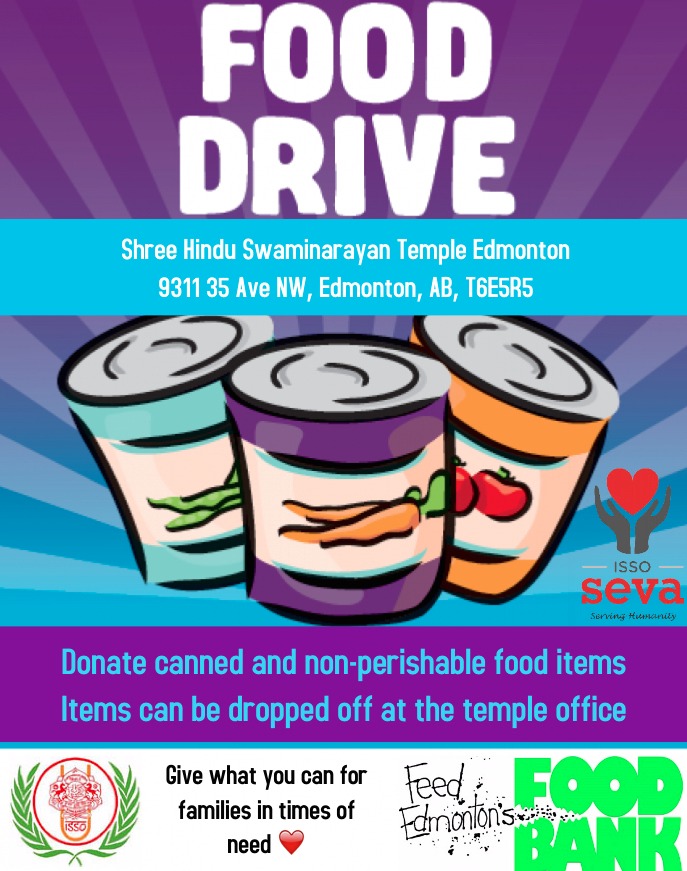 FOOD
DRIVE
Shree Hindu Swaminarayan Temple Edmonton
9311 35 Ave NW, Edmonton, AB, T6E5R5
ISSO
seva
Serving Humanity
Donate canned and non-perishable food items
Items can be dropped off at the temple office
ISSO
Give what you can for
families in times of
need ❤️
Feed
Edmonton's
FOOD
BANK